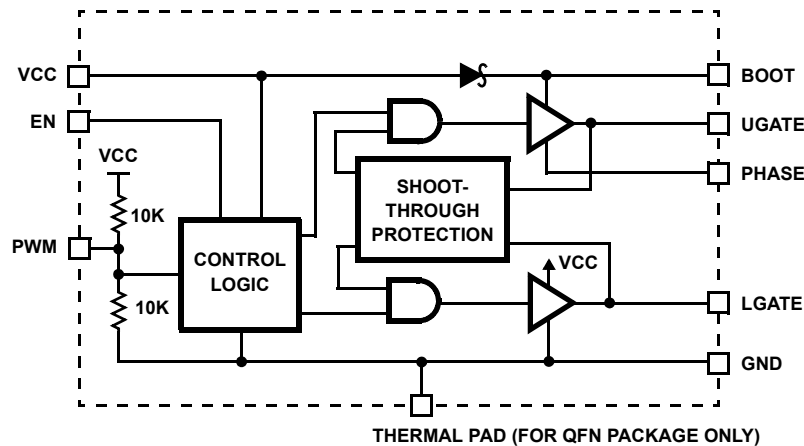 VCC
BOOT
EN
UGATE
VCC
PHASE
10K
SHOOT-
THROUGH
PROTECTION
PWM
CONTROL
LOGIC
VCC
10K
LGATE
GND
THERMAL PAD (FOR QFN PACKAGE ONLY)